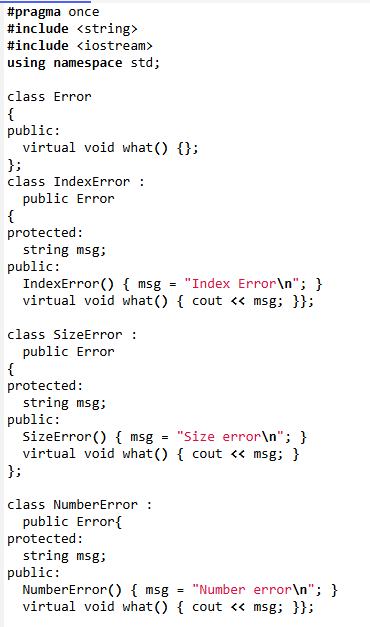 #pragma once
#include <string>
#include <iostream>
using namespace std;

class Error
{
public:
  virtual void what() {};
};
class IndexError :
  public Error
{
protected:
  string msg;
public:
  IndexError() { msg = "Index Error\n"; }
  virtual void what() { cout << msg; }};

class SizeError :
  public Error
{
protected:
  string msg;
public:
  SizeError() { msg = "Size error\n"; }
  virtual void what() { cout << msg; }
};

class NumberError :
  public Error{
protected:
  string msg;
public:
  NumberError() { msg = "Number error\n"; }
  virtual void what() { cout << msg; }};